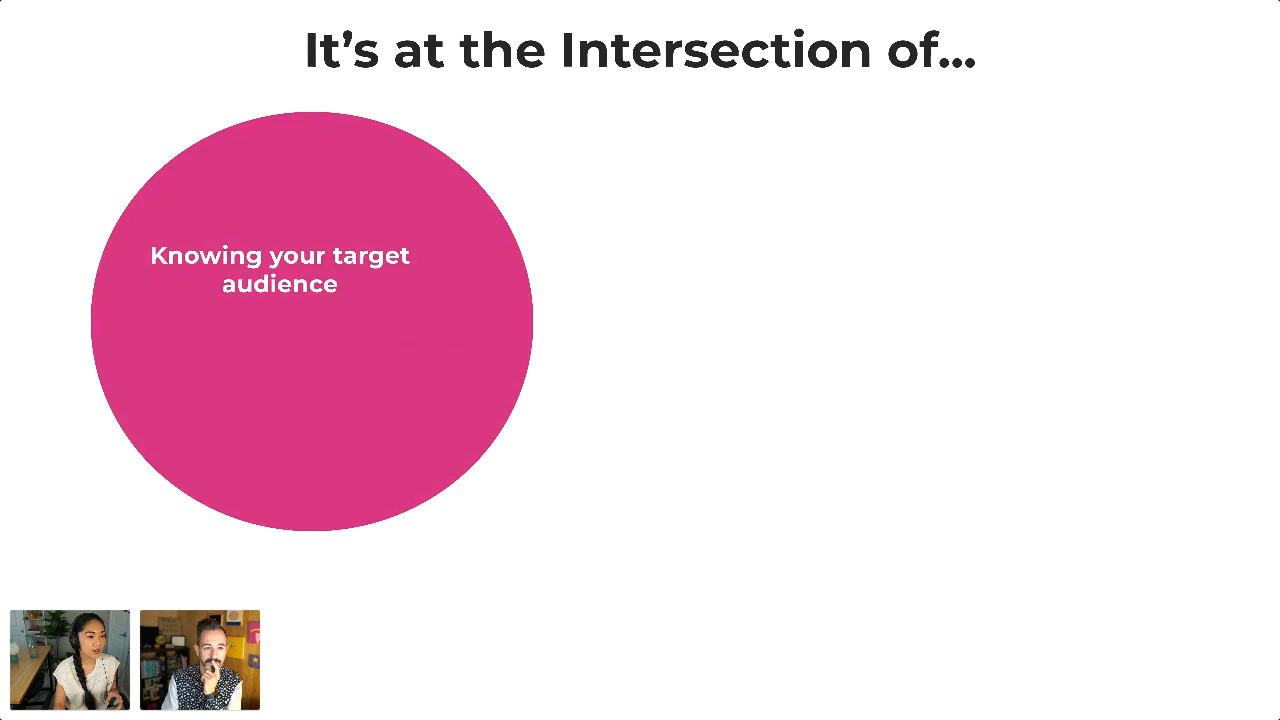 It’s at the Intersection of...
Knowing your target
audience